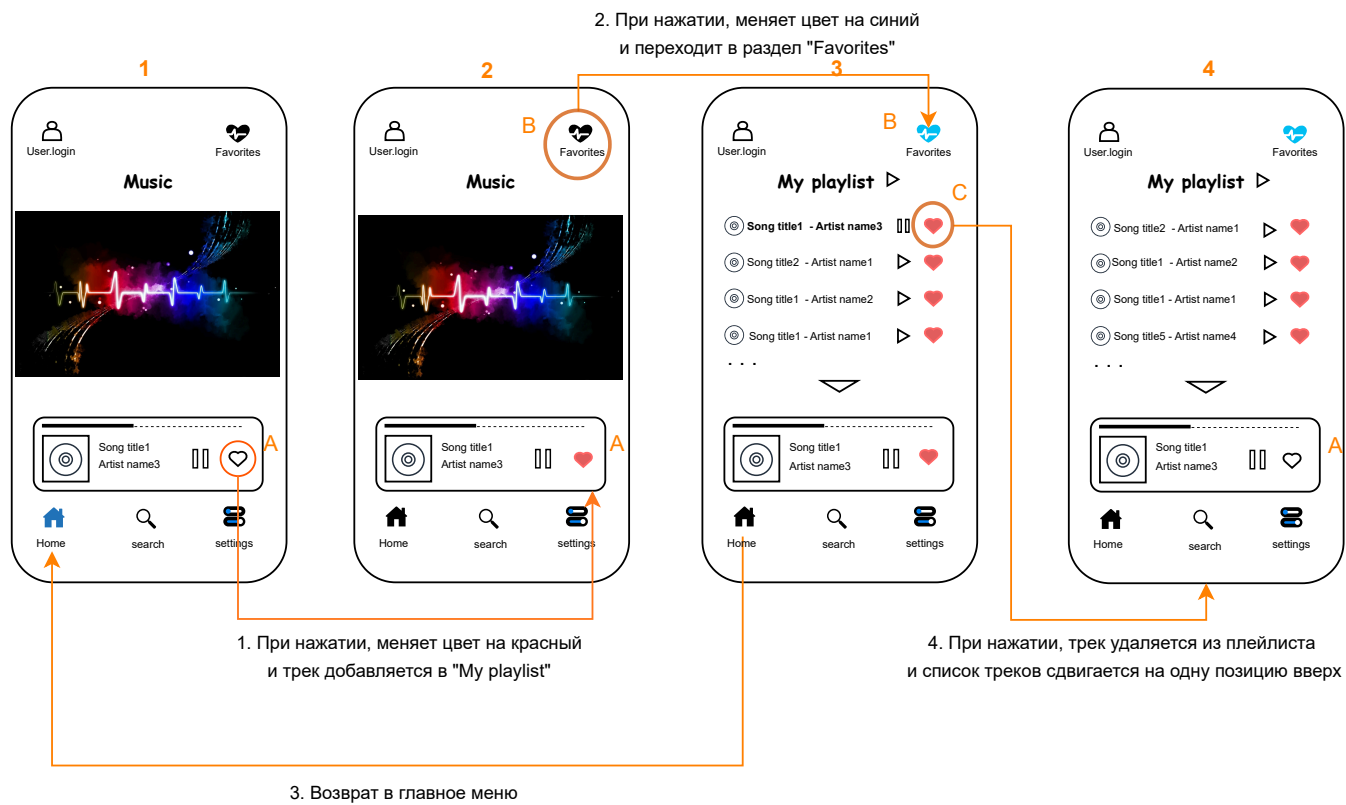 2. При нажатии, меняет цвет на синий
и переходит в раздел "Favorites"
1
User.login
Favorites
Music
Song title1
Artist name3
A
Home
search
settings
2
User.login
B
Favorites
Music
Song title1
Artist name3
A
Home
search
settings
3
User.login
B
Favorites
My playlist
C
Song title1 - Artist name3
Song title2 - Artist name1
Song title1 - Artist name2
Song title1 - Artist name1
. . .
Song title1
Artist name3
Home
search
settings
4
User.login
Favorites
My playlist
Song title2 - Artist name1
Song title1 - Artist name2
Song title1 - Artist name1
Song title5 - Artist name4
. . .
Song title1
Artist name3
A
Home
search
settings
1. При нажатии, меняет цвет на красный
и трек добавляется в "My playlist"
4. При нажатии, трек удаляется из плейлиста
и список треков сдвигается на одну позицию вверх
3. Возврат в главное меню